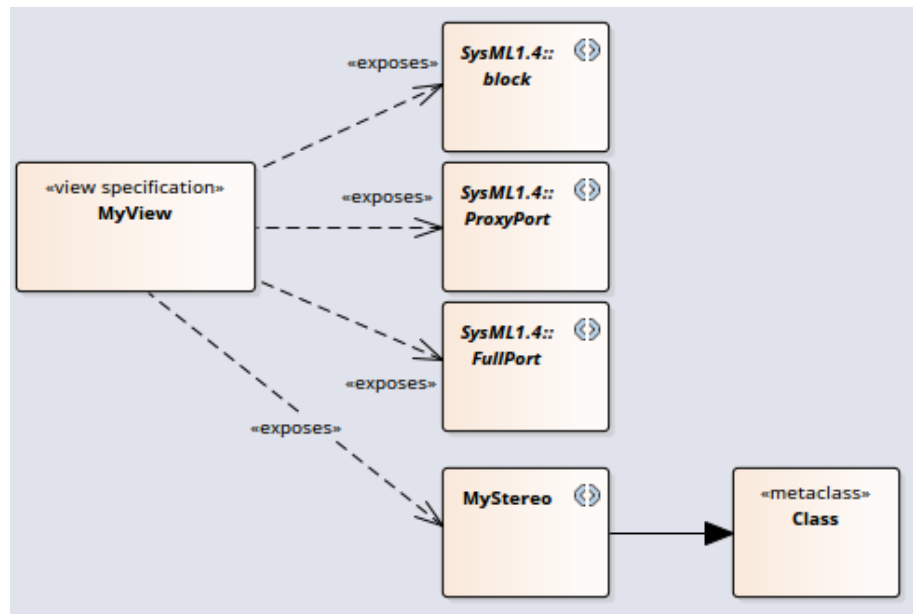 «exposes»
SysML1.4::
block
«view specification»
MyView
«exposes»
SysML1.4::
ProxyPort
SysML1.4::
FullPort
«exposes»
«exposes»
MyStereo
«metaclass»
Class